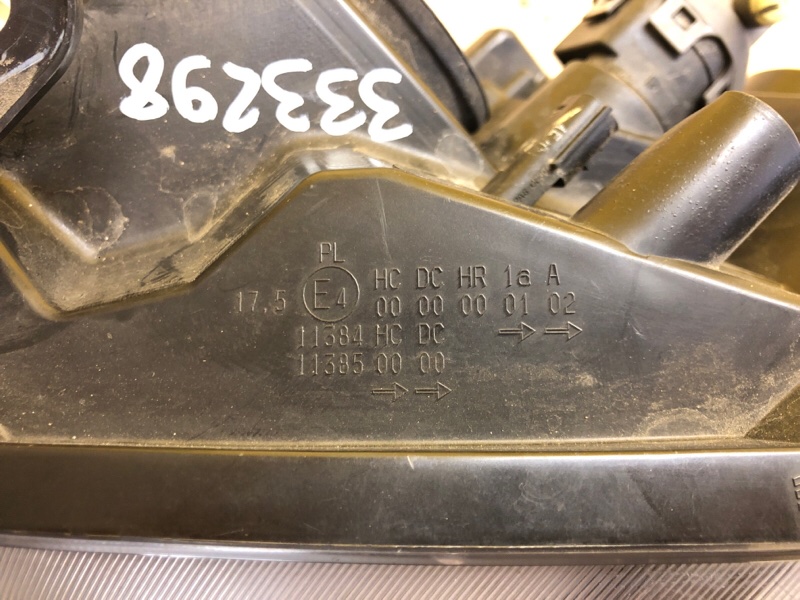 333298
PL
17.5 E4 HC DC HR 1a A
00 00 00 01 02
11384 HC DC → →
11385 00 00
→ →